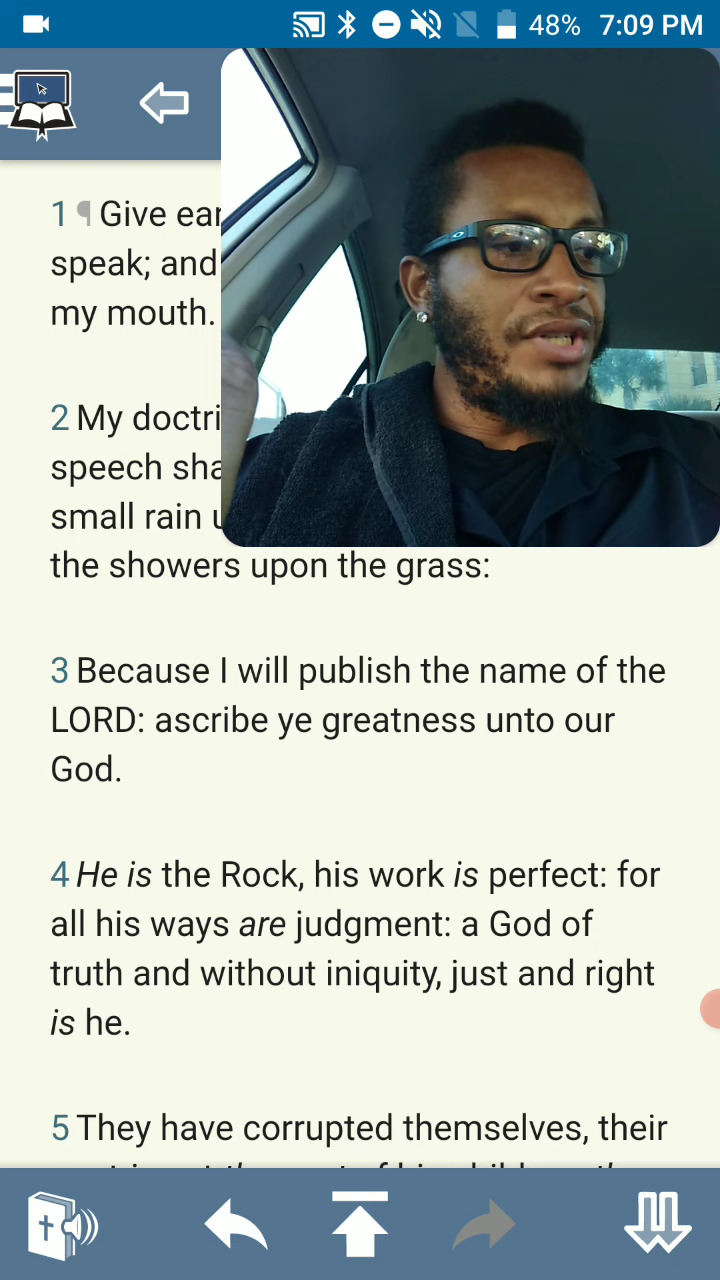 48% 7:09 PM
1 ¶ Give ear
speak; and
my mouth.
2 My doctri
speech sha
small rain u
the showers upon the grass:
3 Because I will publish the name of the
LORD: ascribe ye greatness unto our
God.
4 He is the Rock, his work is perfect: for
all his ways are judgment: a God of
truth and without iniquity, just and right
is he.
5 They have corrupted themselves, their